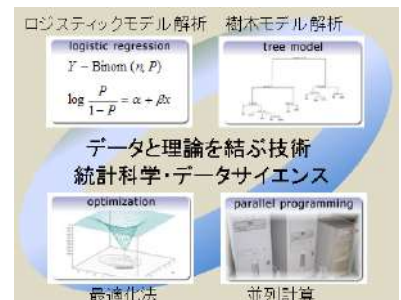 ロジスティックモデル解析 樹木モデル解析
logistic regression
tree model
Y ~ Binom (n, P)
log P/(1-P) = α + βx
データと理論を結ぶ技術
統計科学・データサイエンス
optimization
parallel programming
最適化法
並列計算